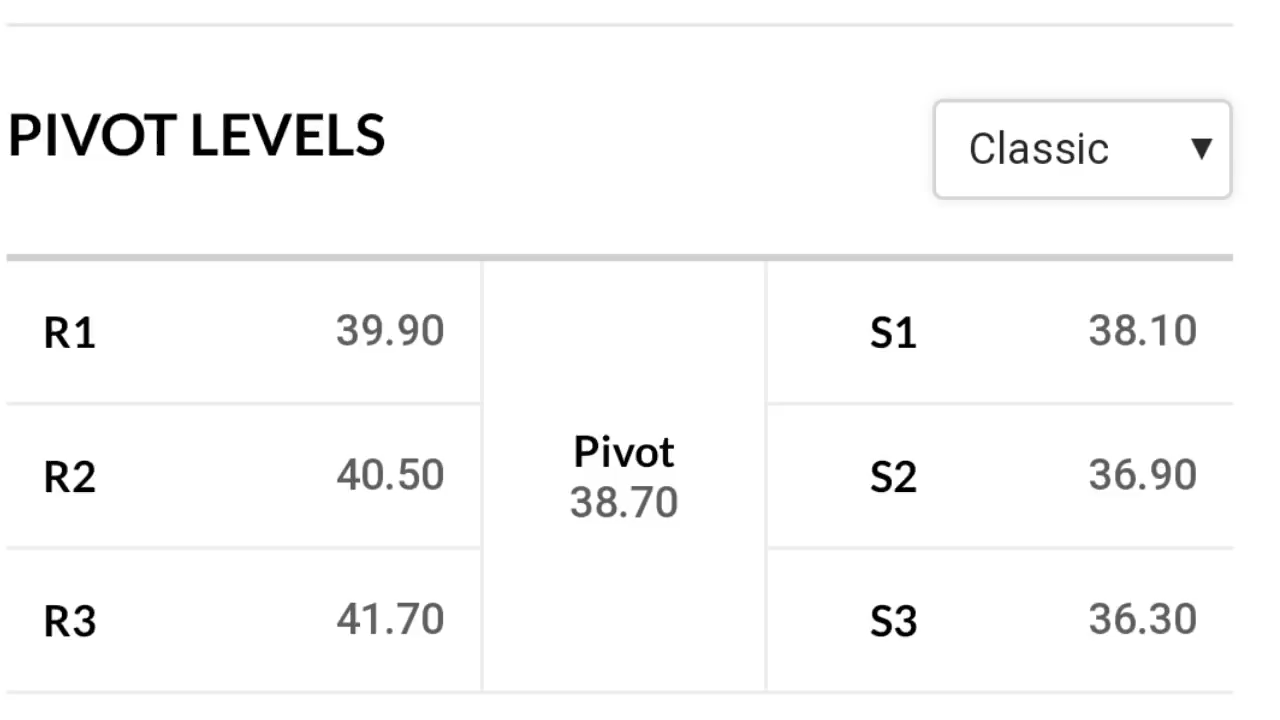 PIVOT LEVELS
Classic ▼
R1 39.90
S1 38.10
Pivot
38.70
R2 40.50
S2 36.90
R3 41.70
S3 36.30